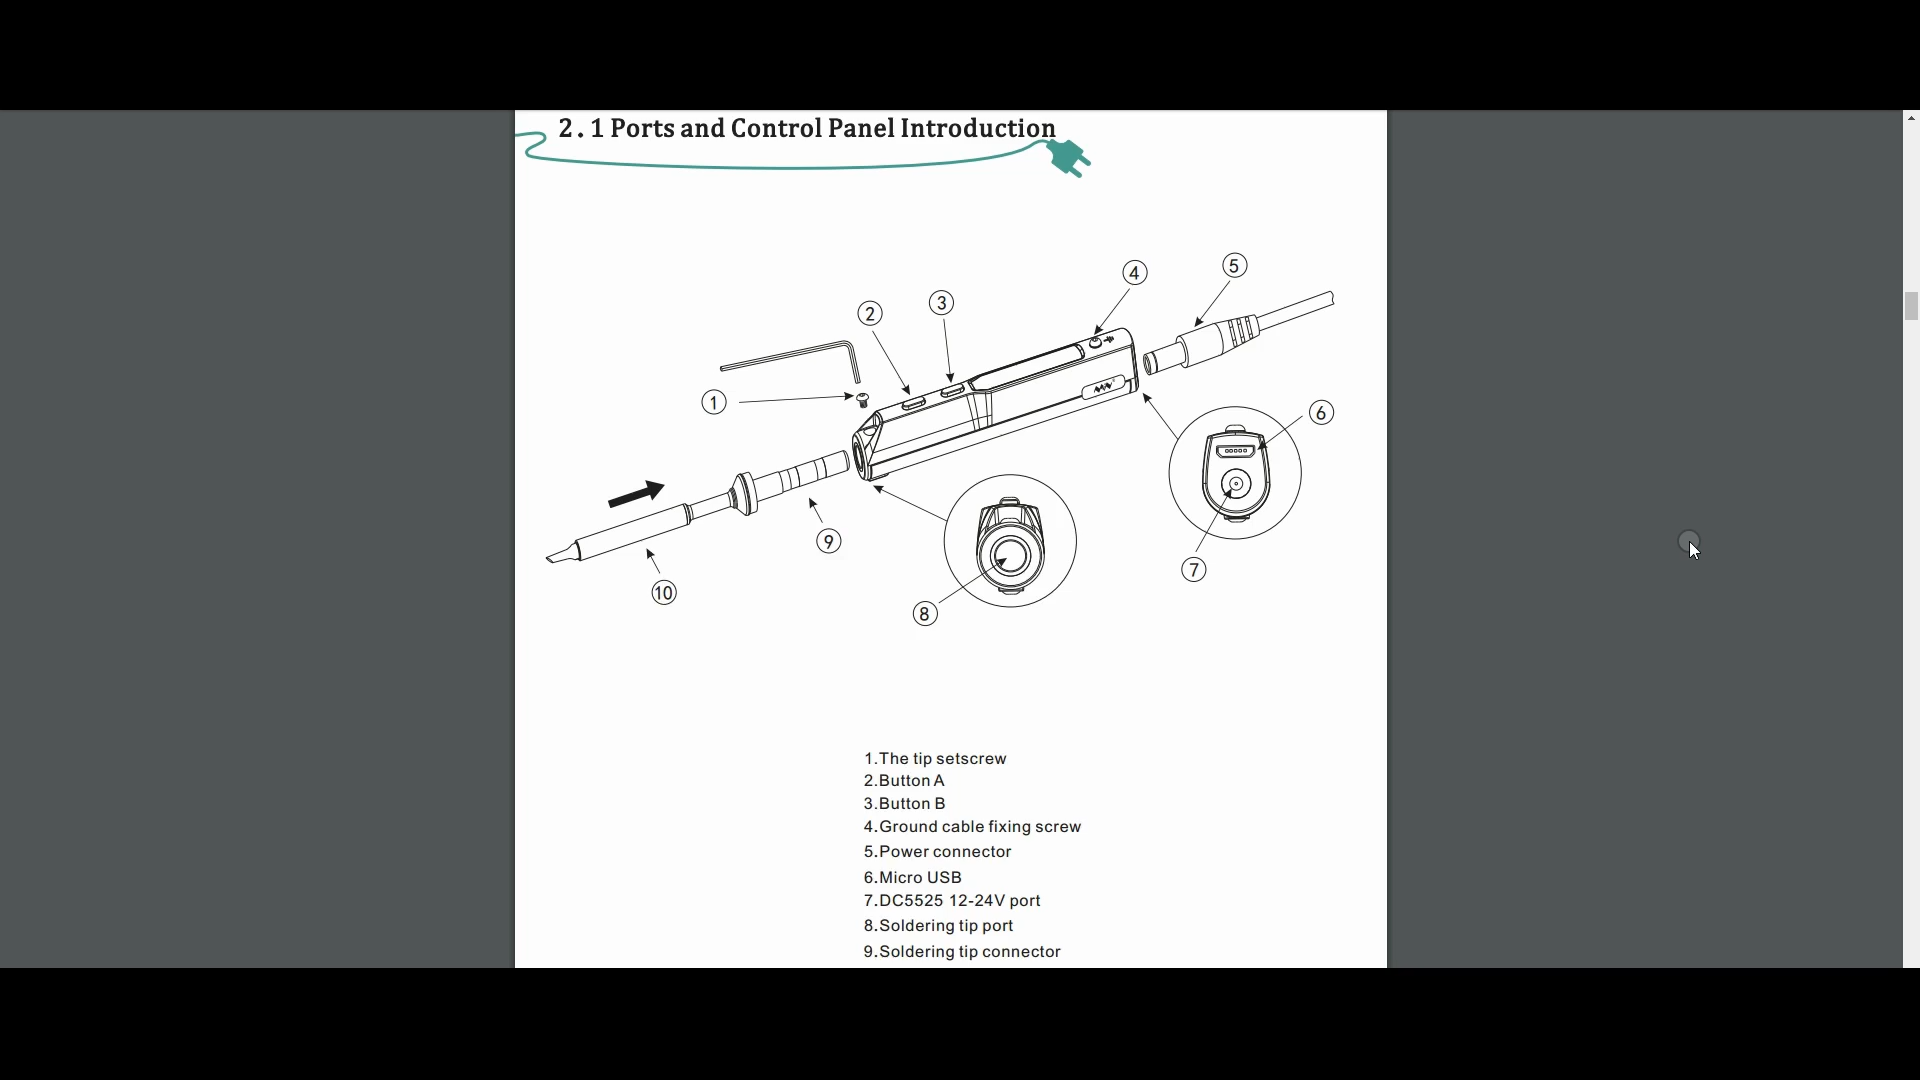 2.1 Ports and Control Panel Introduction
4
5
3
2
1
6
9
7
10
8
1.The tip setscrew
2.Button A
3.Button B
4.Ground cable fixing screw
5.Power connector
6.Micro USB
7.DC5525 12-24V port
8.Soldering tip port
9.Soldering tip connector